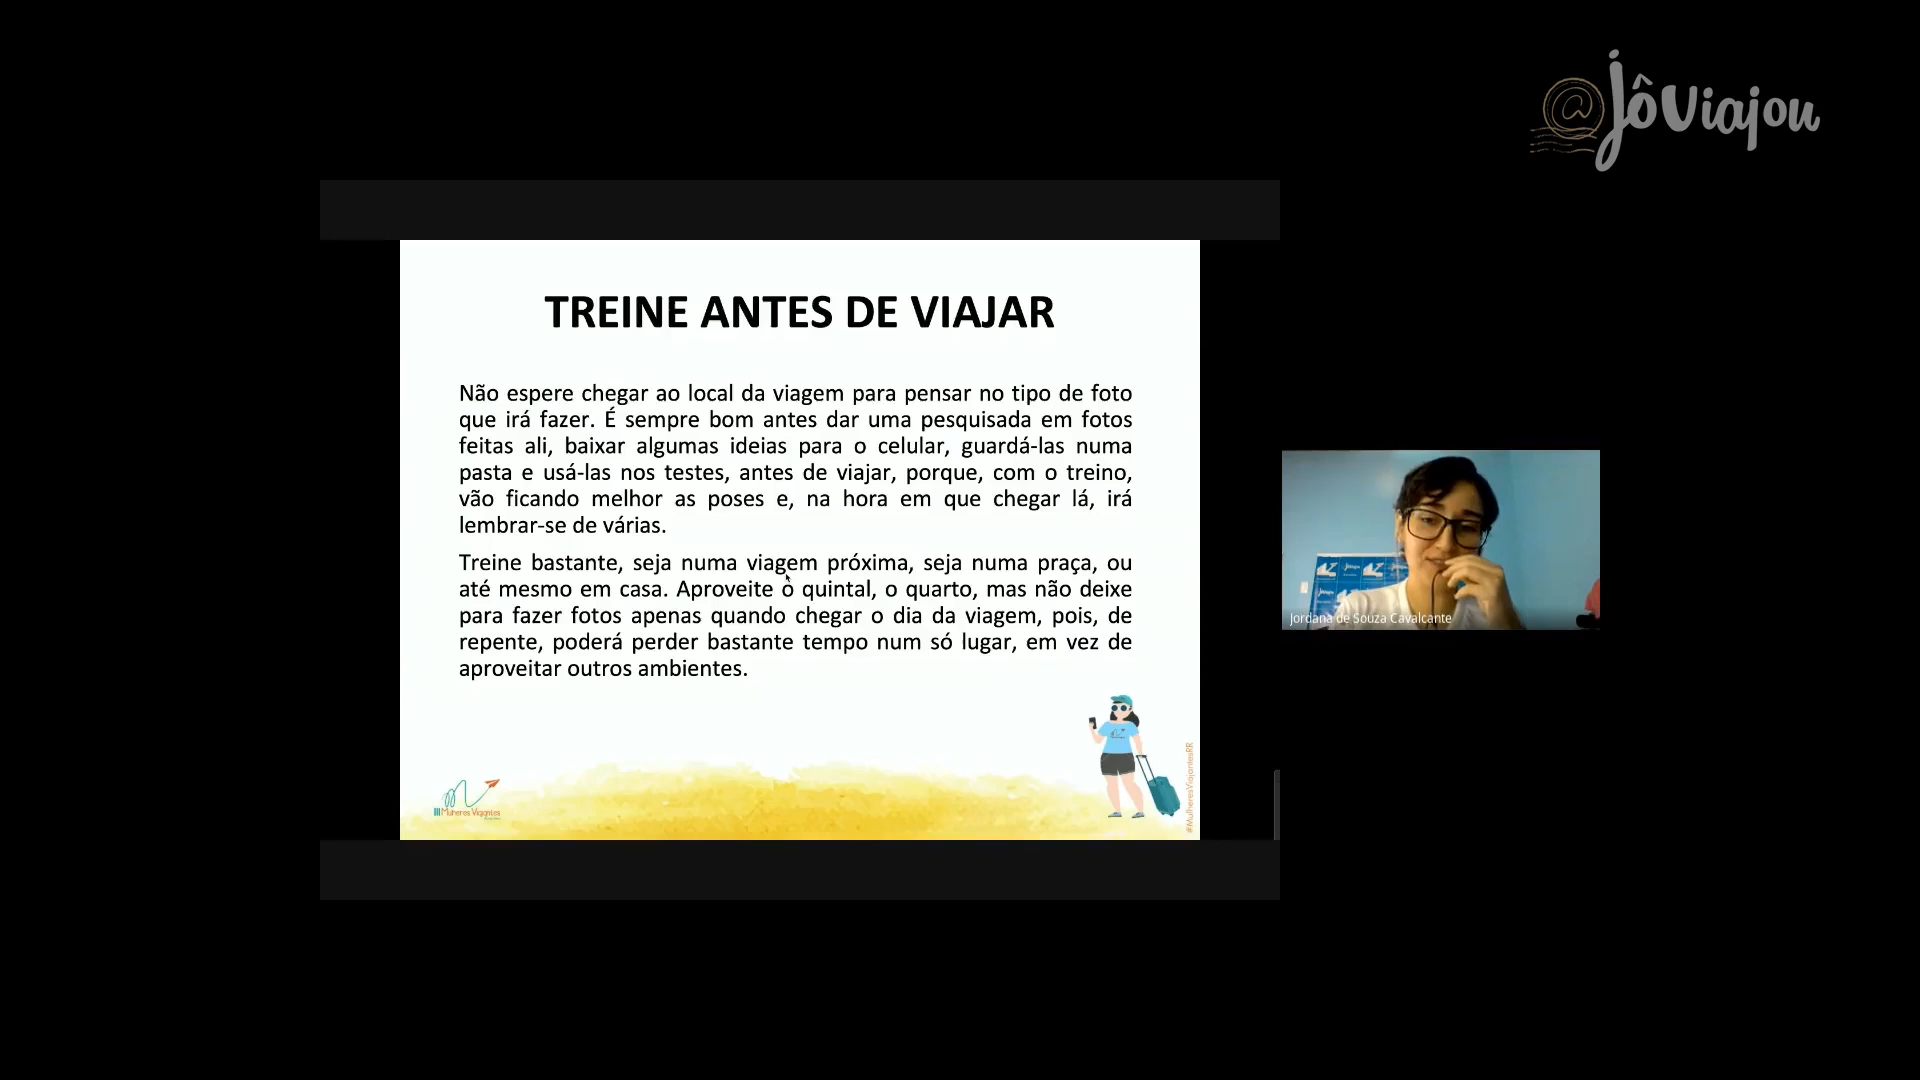 @jôviajou
TREINE ANTES DE VIAJAR
Não espere chegar ao local da viagem para pensar no tipo de foto
que irá fazer. É sempre bom antes dar uma pesquisada em fotos
feitas ali, baixar algumas ideias para o celular, guardá-las numa
pasta e usá-las nos testes, antes de viajar, porque, com o treino,
vão ficando melhor as poses e, na hora em que chegar lá, irá
lembrar-se de várias.
Treine bastante, seja numa viagem próxima, seja numa praça, ou
até mesmo em casa. Aproveite o quintal, o quarto, mas não deixe
para fazer fotos apenas quando chegar o dia da viagem, pois, de
repente, poderá perder bastante tempo num só lugar, em vez de
aproveitar outros ambientes.
Mulheres Viajantes
#MulheresViajantesRR
Jordana de Souza Cavalcante